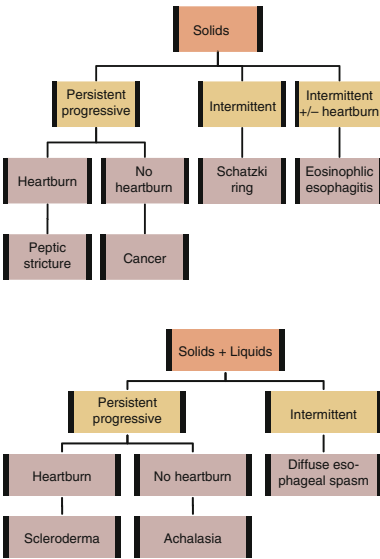 Solids
Persistent
progressive
Intermittent
Intermittent
+/– heartburn
Heartburn
No
heartburn
Schatzki
ring
Eosinophlic
esophagitis
Peptic
stricture
Cancer
Solids + Liquids
Persistent
progressive
Intermittent
Heartburn
No heartburn
Diffuse eso-
phageal spasm
Scleroderma
Achalasia